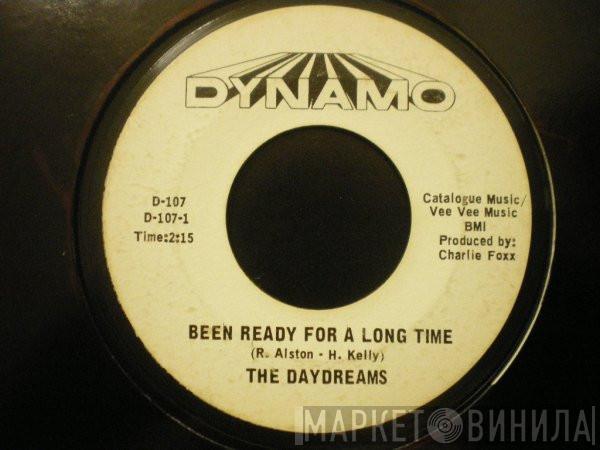 DYNAMO
D-107
D-107-1
Time:2:15
Catalogue Music/
Vee Vee Music
BMI
Produced by:
Charlie Foxx
BEEN READY FOR A LONG TIME
(R. Alston - H. Kelly)
THE DAYDREAMS
МАРКЕТ ВИНИЛА